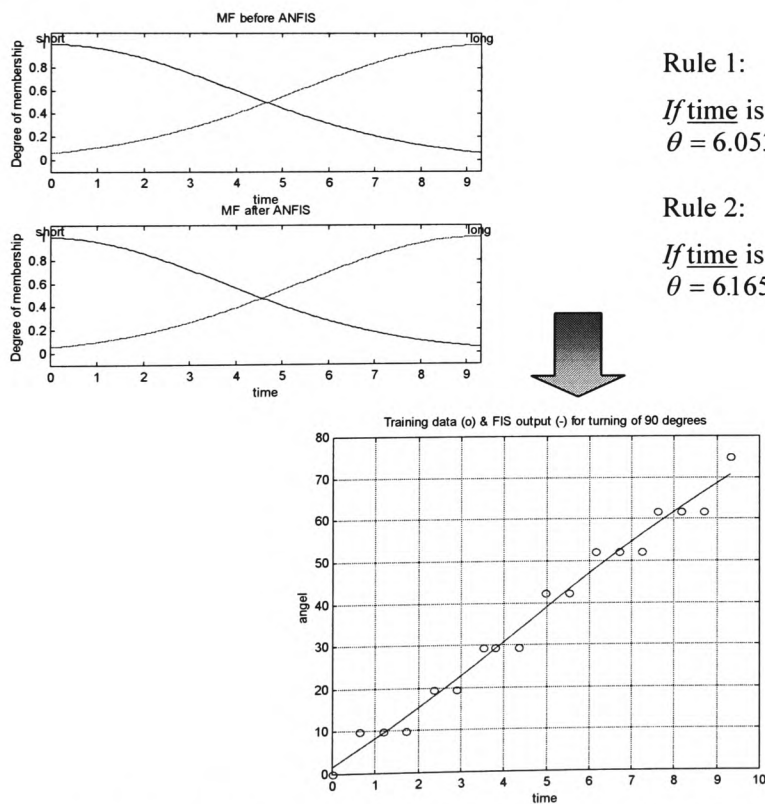 MF before ANFIS
short
long
0.8
0.6
0.4
0.2
0
Degree of membership
0 1 2 3 4 5 6 7 8 9
time
MF after ANFIS
short
long
0.8
0.6
0.4
0.2
0
Degree of membership
0 1 2 3 4 5 6 7 8 9
time
Rule 1:
If time is
θ = 6.05
Rule 2:
If time is
θ = 6.165
Training data (o) & FIS output (-) for turning of 90 degrees
80
70
60
50
40
30
20
10
0
angel
0 1 2 3 4 5 6 7 8 9 10
time